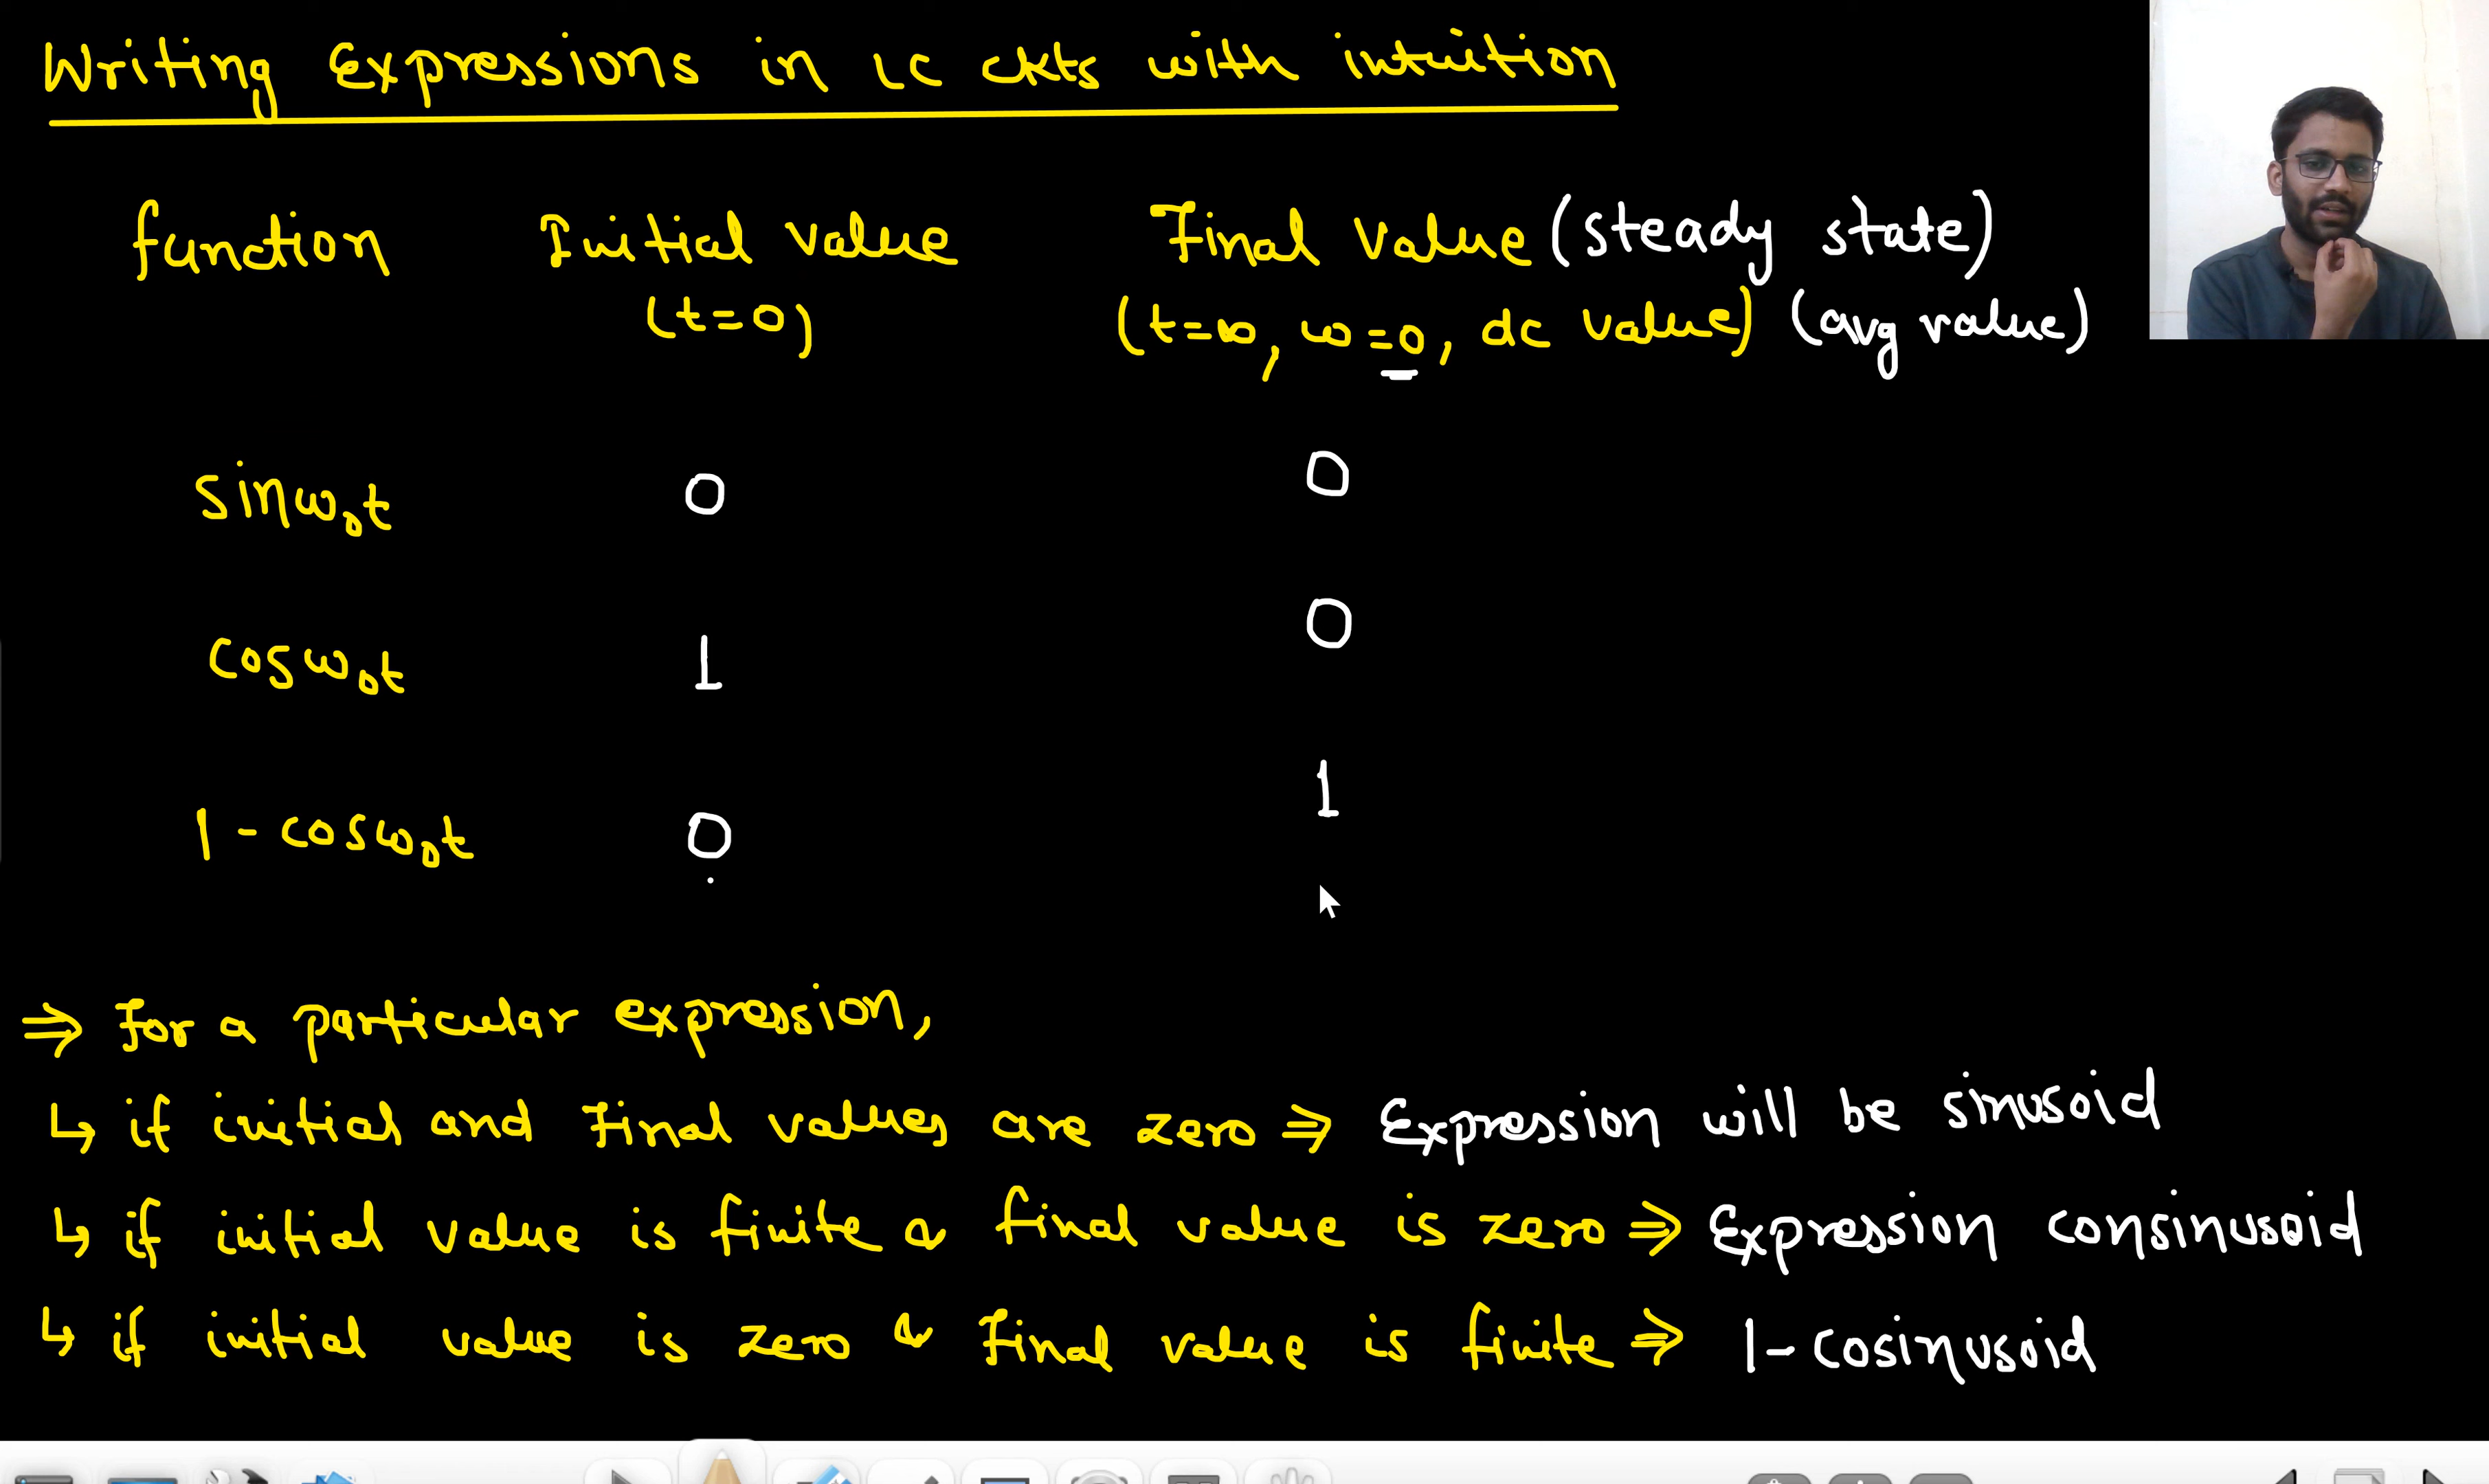 Writing Expressions in LC ckts with intuition
function Initial value Final Value (steady state)
(t=0) (t=∞, ω=0, dc value) (avg value)
sinω₀t 0 0
cosω₀t 1 0
1 - cosω₀t 0 1
⇒ For a particular expression,
↳ if initial and Final values are zero ⇒ Expression will be sinusoid
↳ if initial value is finite & final value is zero ⇒ Expression consinusoid
↳ if initial value is zero & Final value is finite ⇒ 1-cosinusoid